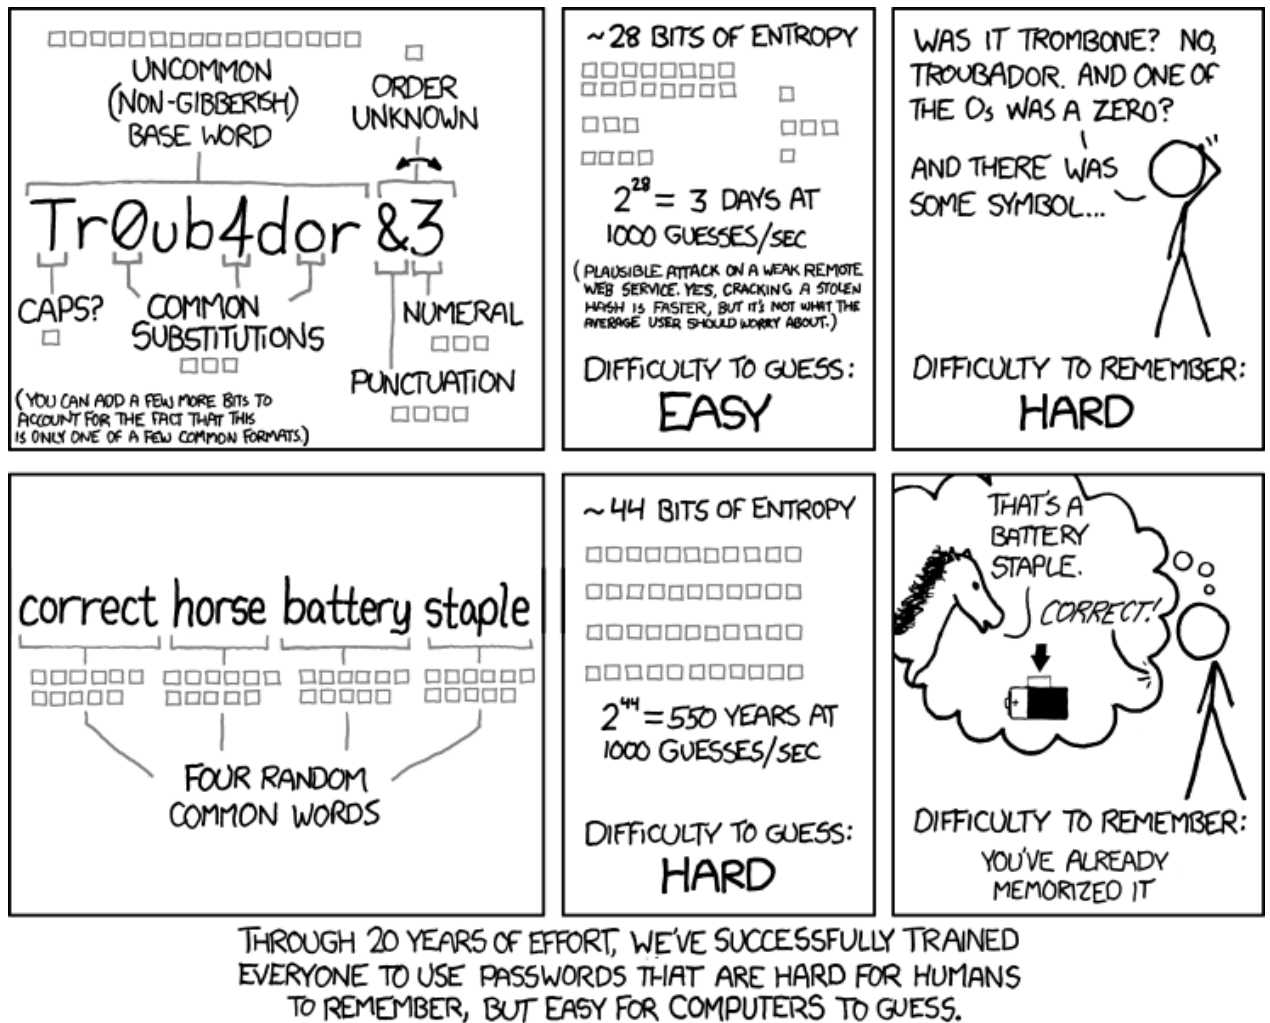 UNCOMMON
(NON-GIBBERISH)
BASE WORD
ORDER
UNKNOWN
Tr0ub4dor &3
CAPS?
COMMON
SUBSTITUTIONS
NUMERAL
PUNCTUATION
(YOU CAN ADD A FEW MORE BITS TO
ACCOUNT FOR THE FACT THAT THIS
IS ONLY ONE OF A FEW COMMON FORMATS.)
~28 BITS OF ENTROPY
2^28 = 3 DAYS AT
1000 GUESSES/SEC
(PLAUSIBLE ATTACK ON A WEAK REMOTE
WEB SERVICE. YES, CRACKING A STOLEN
HASH IS FASTER, BUT IT'S NOT WHAT THE
AVERAGE USER SHOULD WORRY ABOUT.)
DIFFICULTY TO GUESS:
EASY
WAS IT TROMBONE? NO,
TROUBADOR. AND ONE OF
THE Os WAS A ZERO?
AND THERE WAS
SOME SYMBOL...
DIFFICULTY TO REMEMBER:
HARD
correct horse battery staple
FOUR RANDOM
COMMON WORDS
~44 BITS OF ENTROPY
2^44 = 550 YEARS AT
1000 GUESSES/SEC
DIFFICULTY TO GUESS:
HARD
THAT'S A
BATTERY
STAPLE.
CORRECT!
+
DIFFICULTY TO REMEMBER:
YOU'VE ALREADY
MEMORIZED IT
THROUGH 20 YEARS OF EFFORT, WE'VE SUCCESSFULLY TRAINED
EVERYONE TO USE PASSWORDS THAT ARE HARD FOR HUMANS
TO REMEMBER, BUT EASY FOR COMPUTERS TO GUESS.